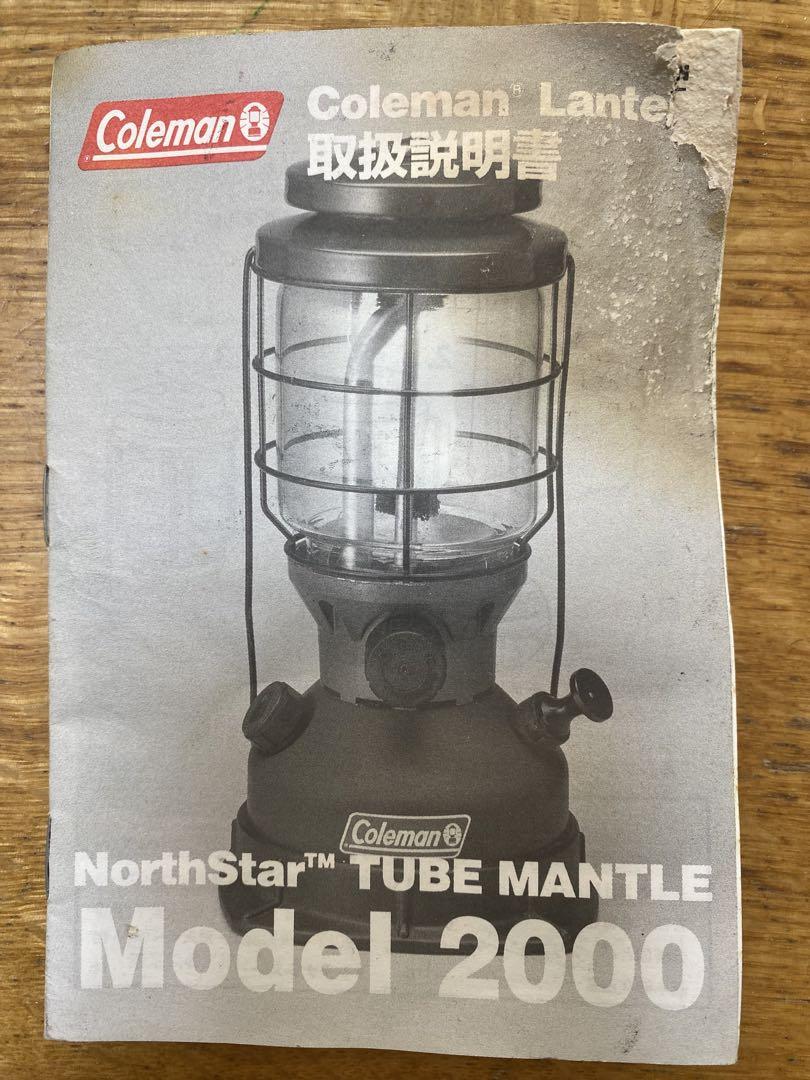 Coleman
Coleman® Lante
取扱説明書
Coleman
NorthStar™ TUBE MANTLE
Model 2000